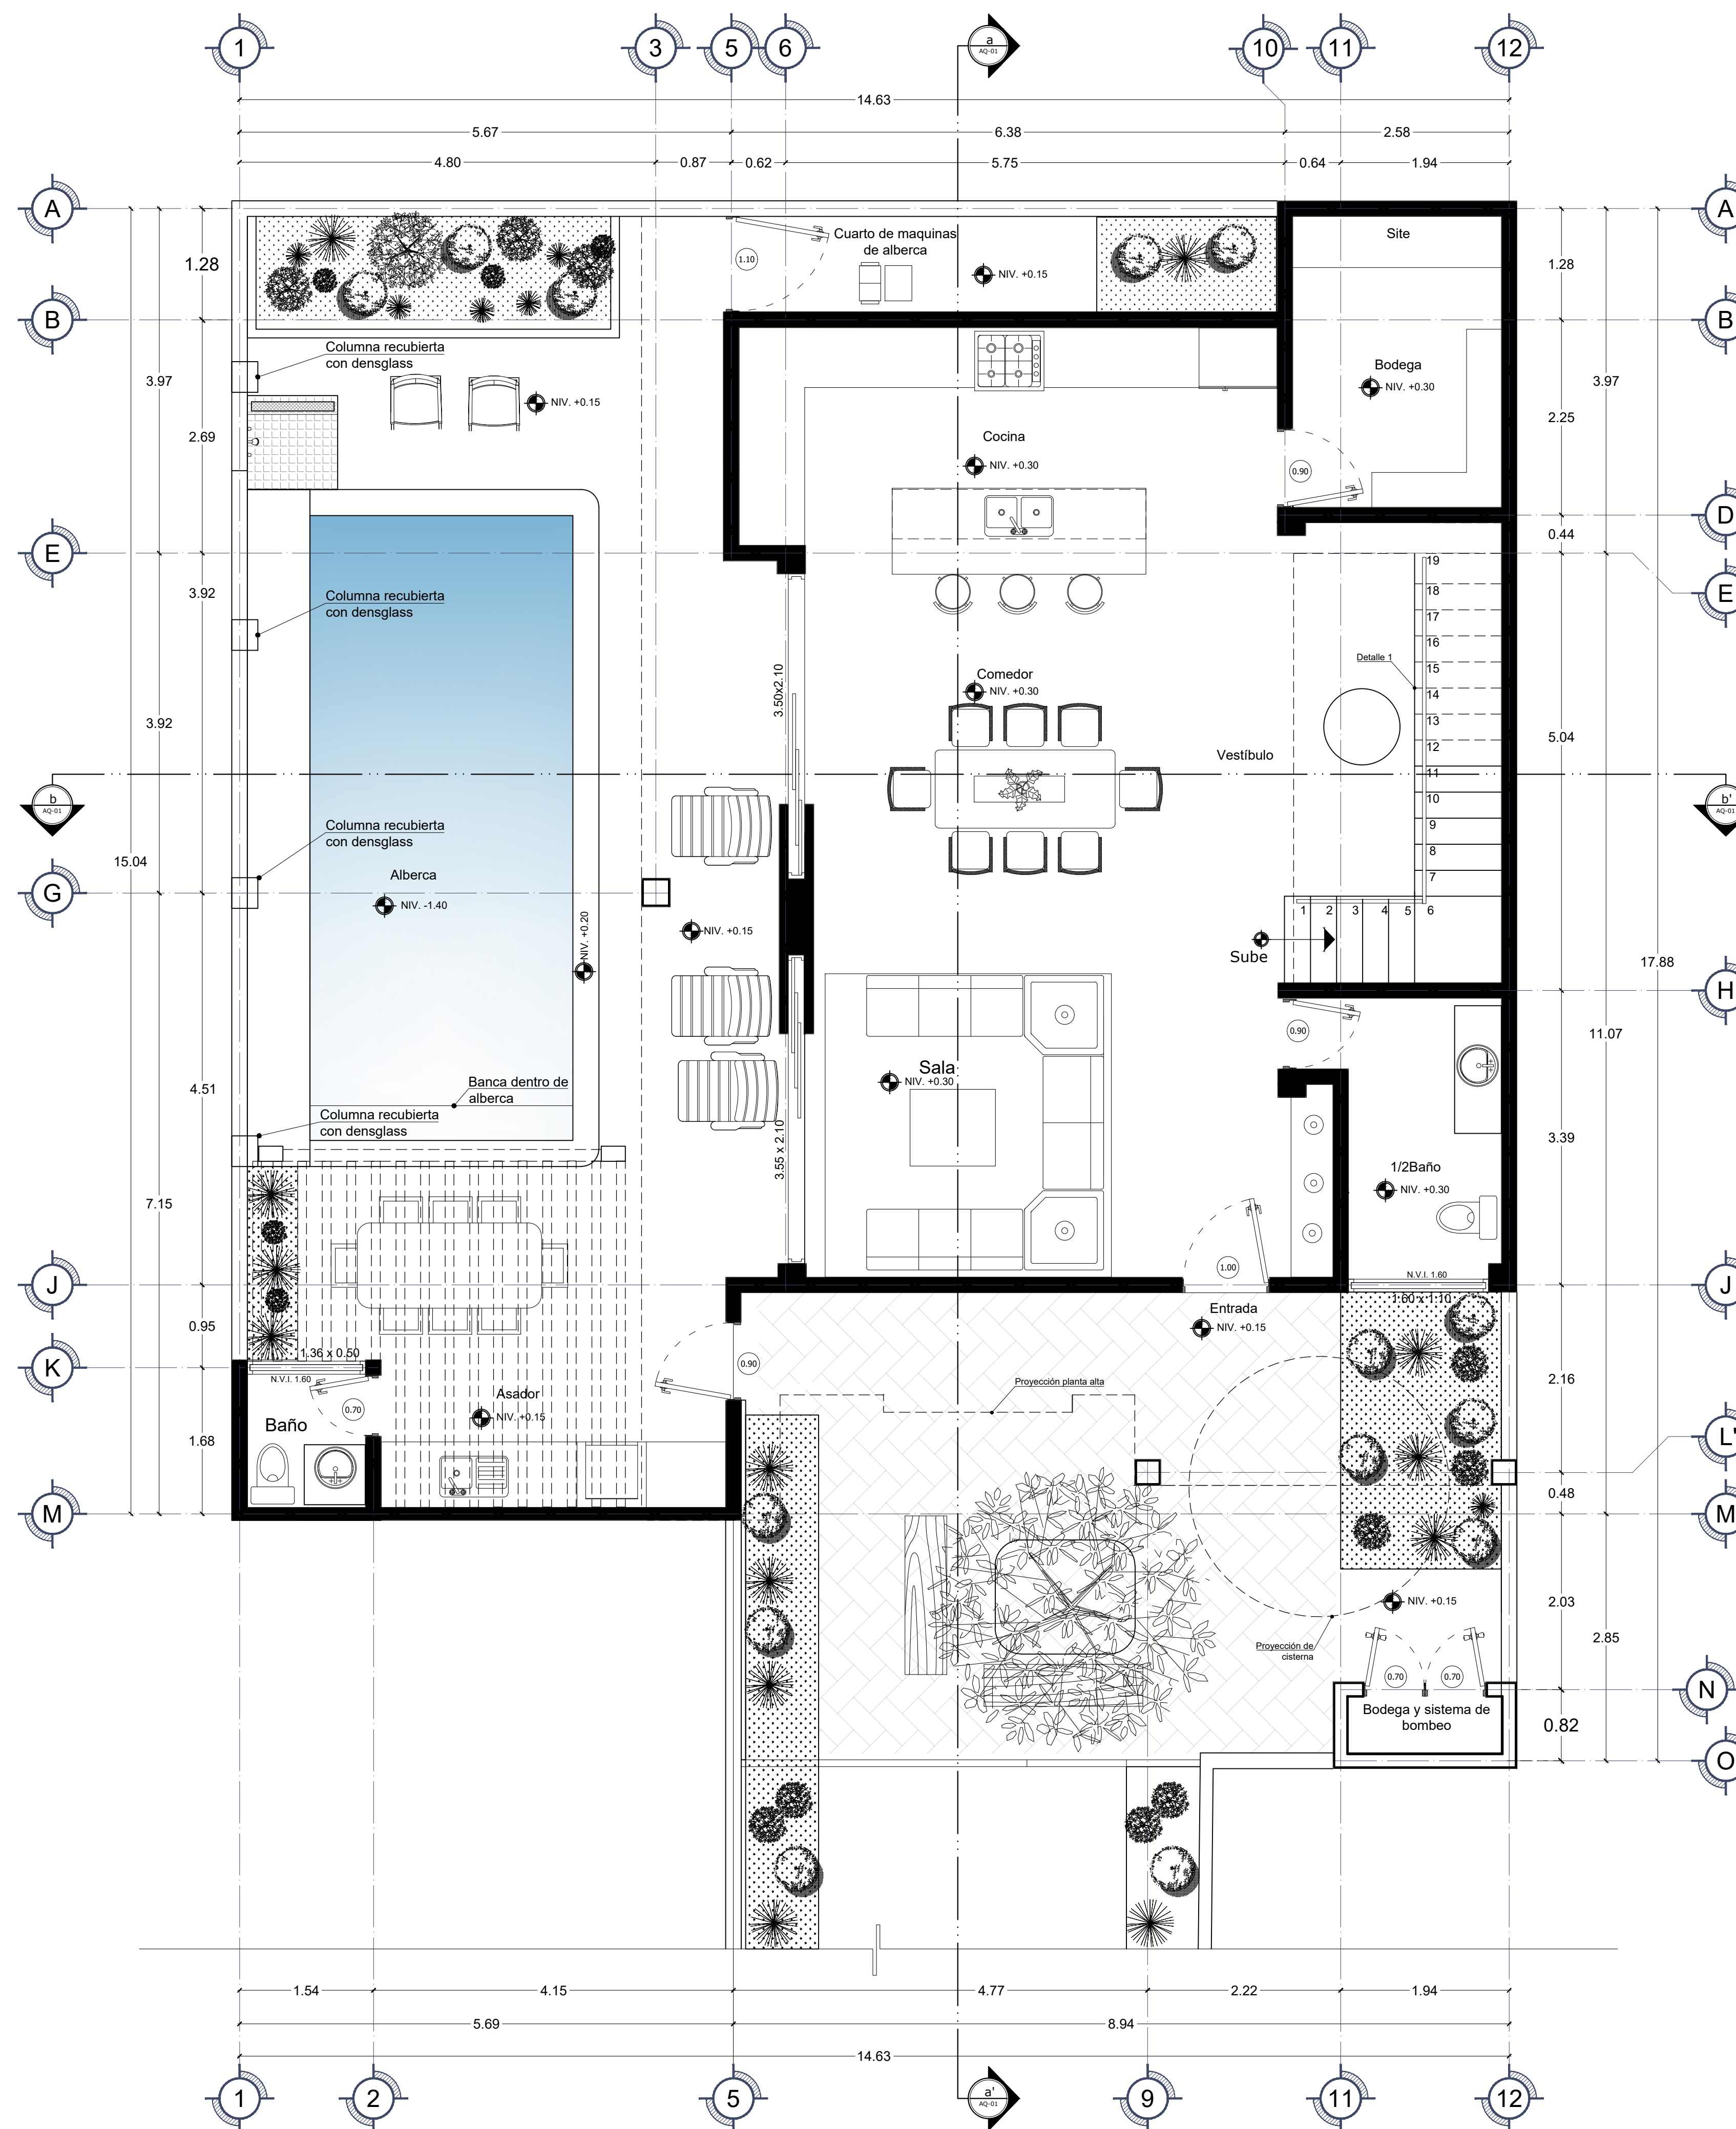 1 3 5 6 10 11 12
a
AQ-01
14.63
5.67 6.38 2.58
4.80 0.87 0.62 5.75 0.64 1.94
A A
Cuarto de maquinas
de alberca
Site
1.28
1.10
NIV. +0.15
1.28
B B
Columna recubierta
con densglass
Bodega
NIV. +0.30
3.97
3.97
NIV. +0.15
2.25
2.69
Cocina
NIV. +0.30
0.90
D
0.44
E
19
18
17
16
15
14
13
12
11
10
9
8
7
E
3.92
Columna recubierta
con densglass
Detalle 1
3.50x2.10
Comedor
NIV. +0.30
3.92
5.04
Vestíbulo
b
AQ-01
b'
AQ-01
Columna recubierta
con densglass
15.04
Alberca
NIV. -1.40
G
1 2 3 4 5 6
NIV. +0.20
NIV. +0.15
Sube
17.88
H
0.90
11.07
Sala
NIV. +0.30
4.51
Banca dentro de
alberca
Columna recubierta
con densglass
3.39
3.55 x 2.10
1/2Baño
NIV. +0.30
7.15
1.00
N.V.I. 1.60
J J
1.60 x 1.10
Entrada
NIV. +0.15
0.95
1.36 x 0.50
K
N.V.I. 1.60
0.90
Proyección planta alta
2.16
Asador
NIV. +0.15
0.70
Baño
1.68
L'
0.48
M M
NIV. +0.15
2.03
Proyección de
cisterna
2.85
0.70 0.70
N
Bodega y sistema de
bombeo
0.82
O
1.54 4.15 4.77 2.22 1.94
5.69 8.94
14.63
1 2 5 9 11 12
a'
AQ-01